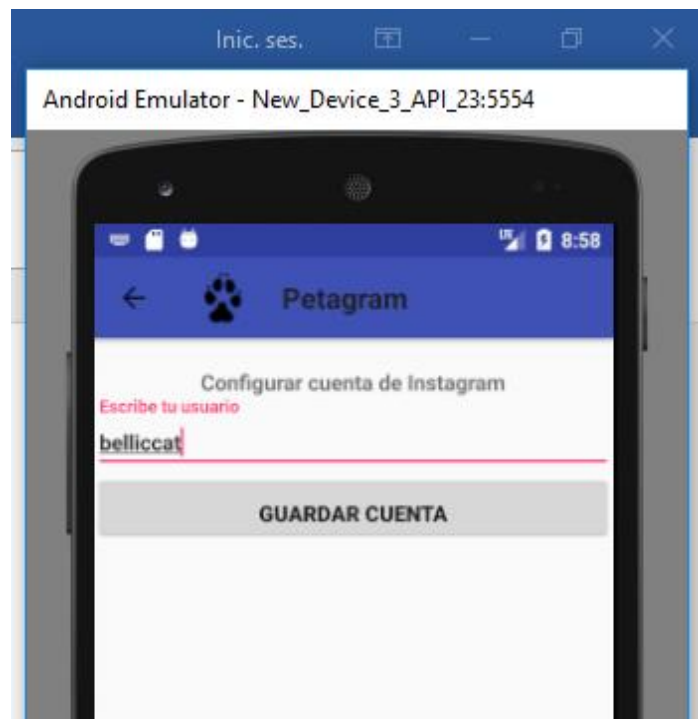 Inic. ses.
Android Emulator - New_Device_3_API_23:5554
8:58
Petagram
Configurar cuenta de Instagram
Escribe tu usuario
belliccat
GUARDAR CUENTA